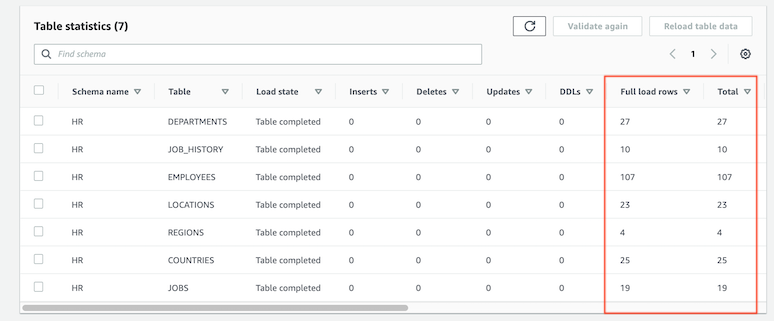 Table statistics (7)
Validate again
Reload table data
Find schema
1
Schema name Table Load state Inserts Deletes Updates DDLs Full load rows Total
HR DEPARTMENTS Table completed 0 0 0 0 27 27
HR JOB_HISTORY Table completed 0 0 0 0 10 10
HR EMPLOYEES Table completed 0 0 0 0 107 107
HR LOCATIONS Table completed 0 0 0 0 23 23
HR REGIONS Table completed 0 0 0 0 4 4
HR COUNTRIES Table completed 0 0 0 0 25 25
HR JOBS Table completed 0 0 0 0 19 19